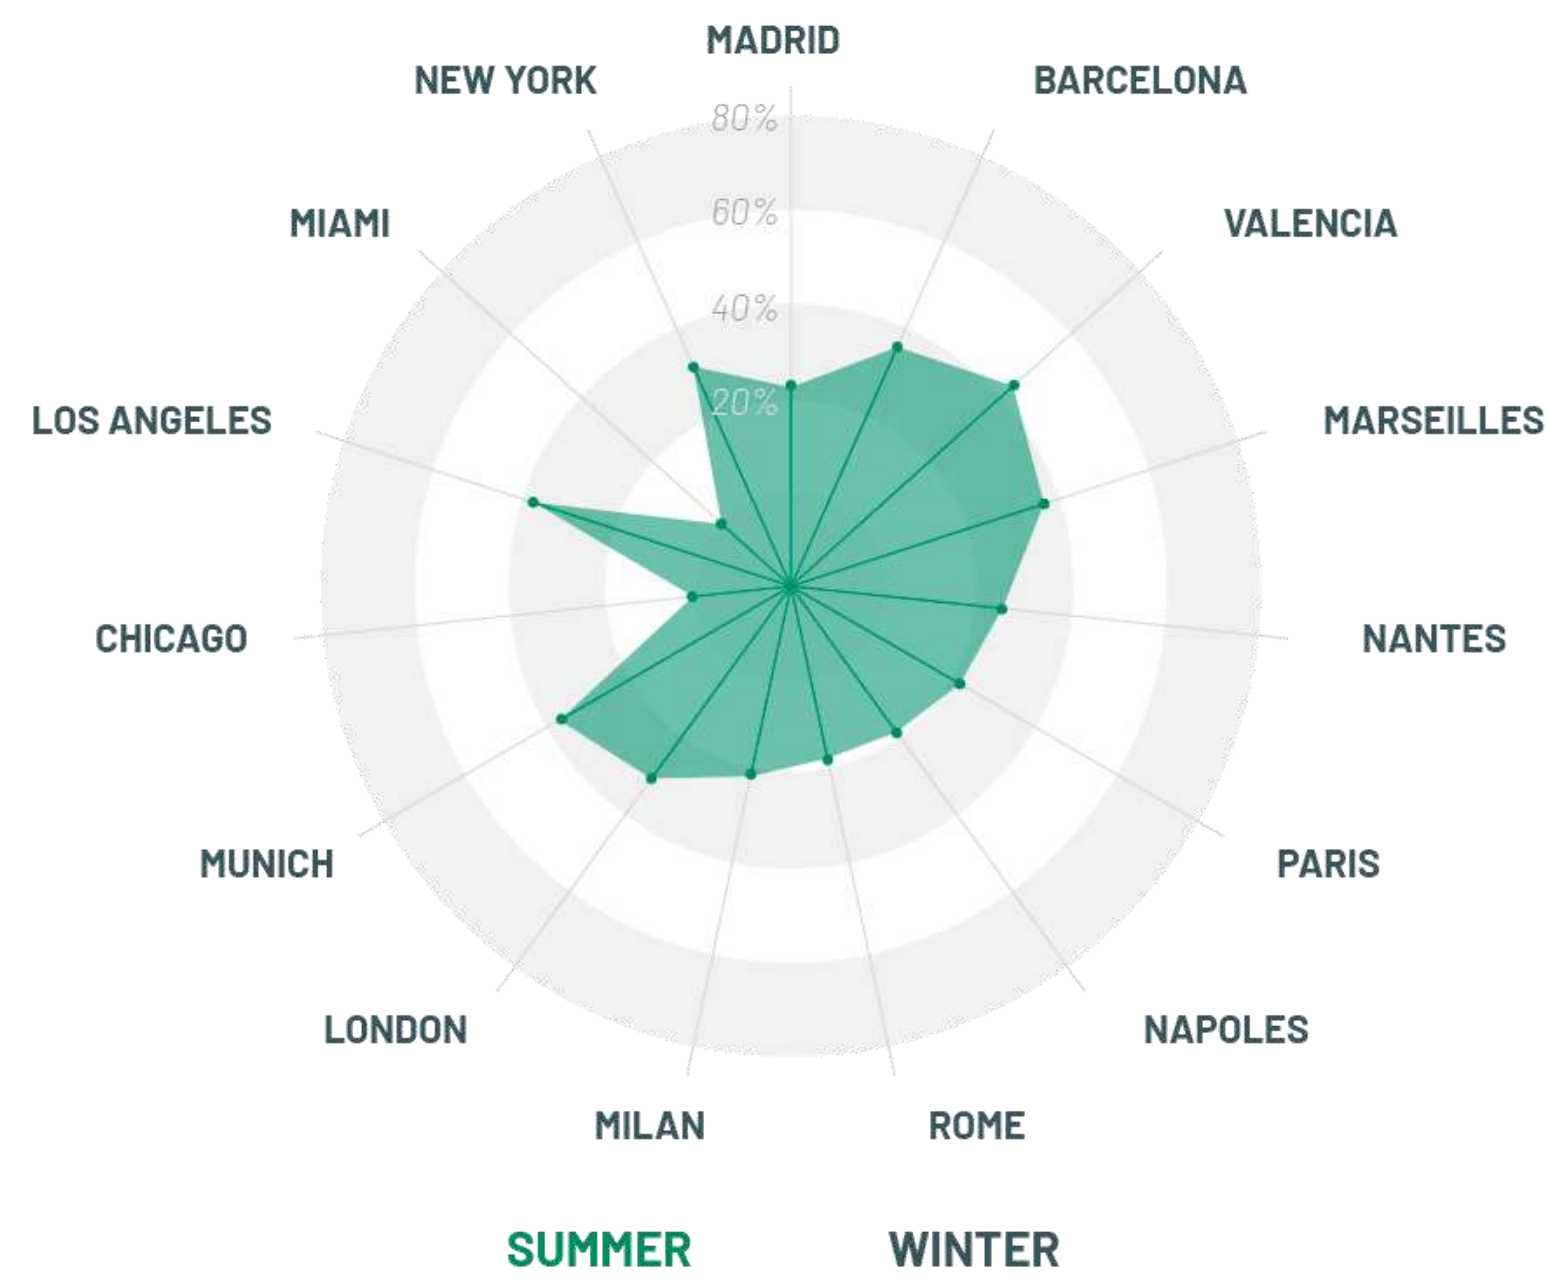 MADRID
NEW YORK
BARCELONA
80%
MIAMI
60%
VALENCIA
40%
20%
LOS ANGELES
MARSEILLES
CHICAGO
NANTES
MUNICH
PARIS
LONDON
NAPOLES
MILAN
ROME
SUMMER
WINTER